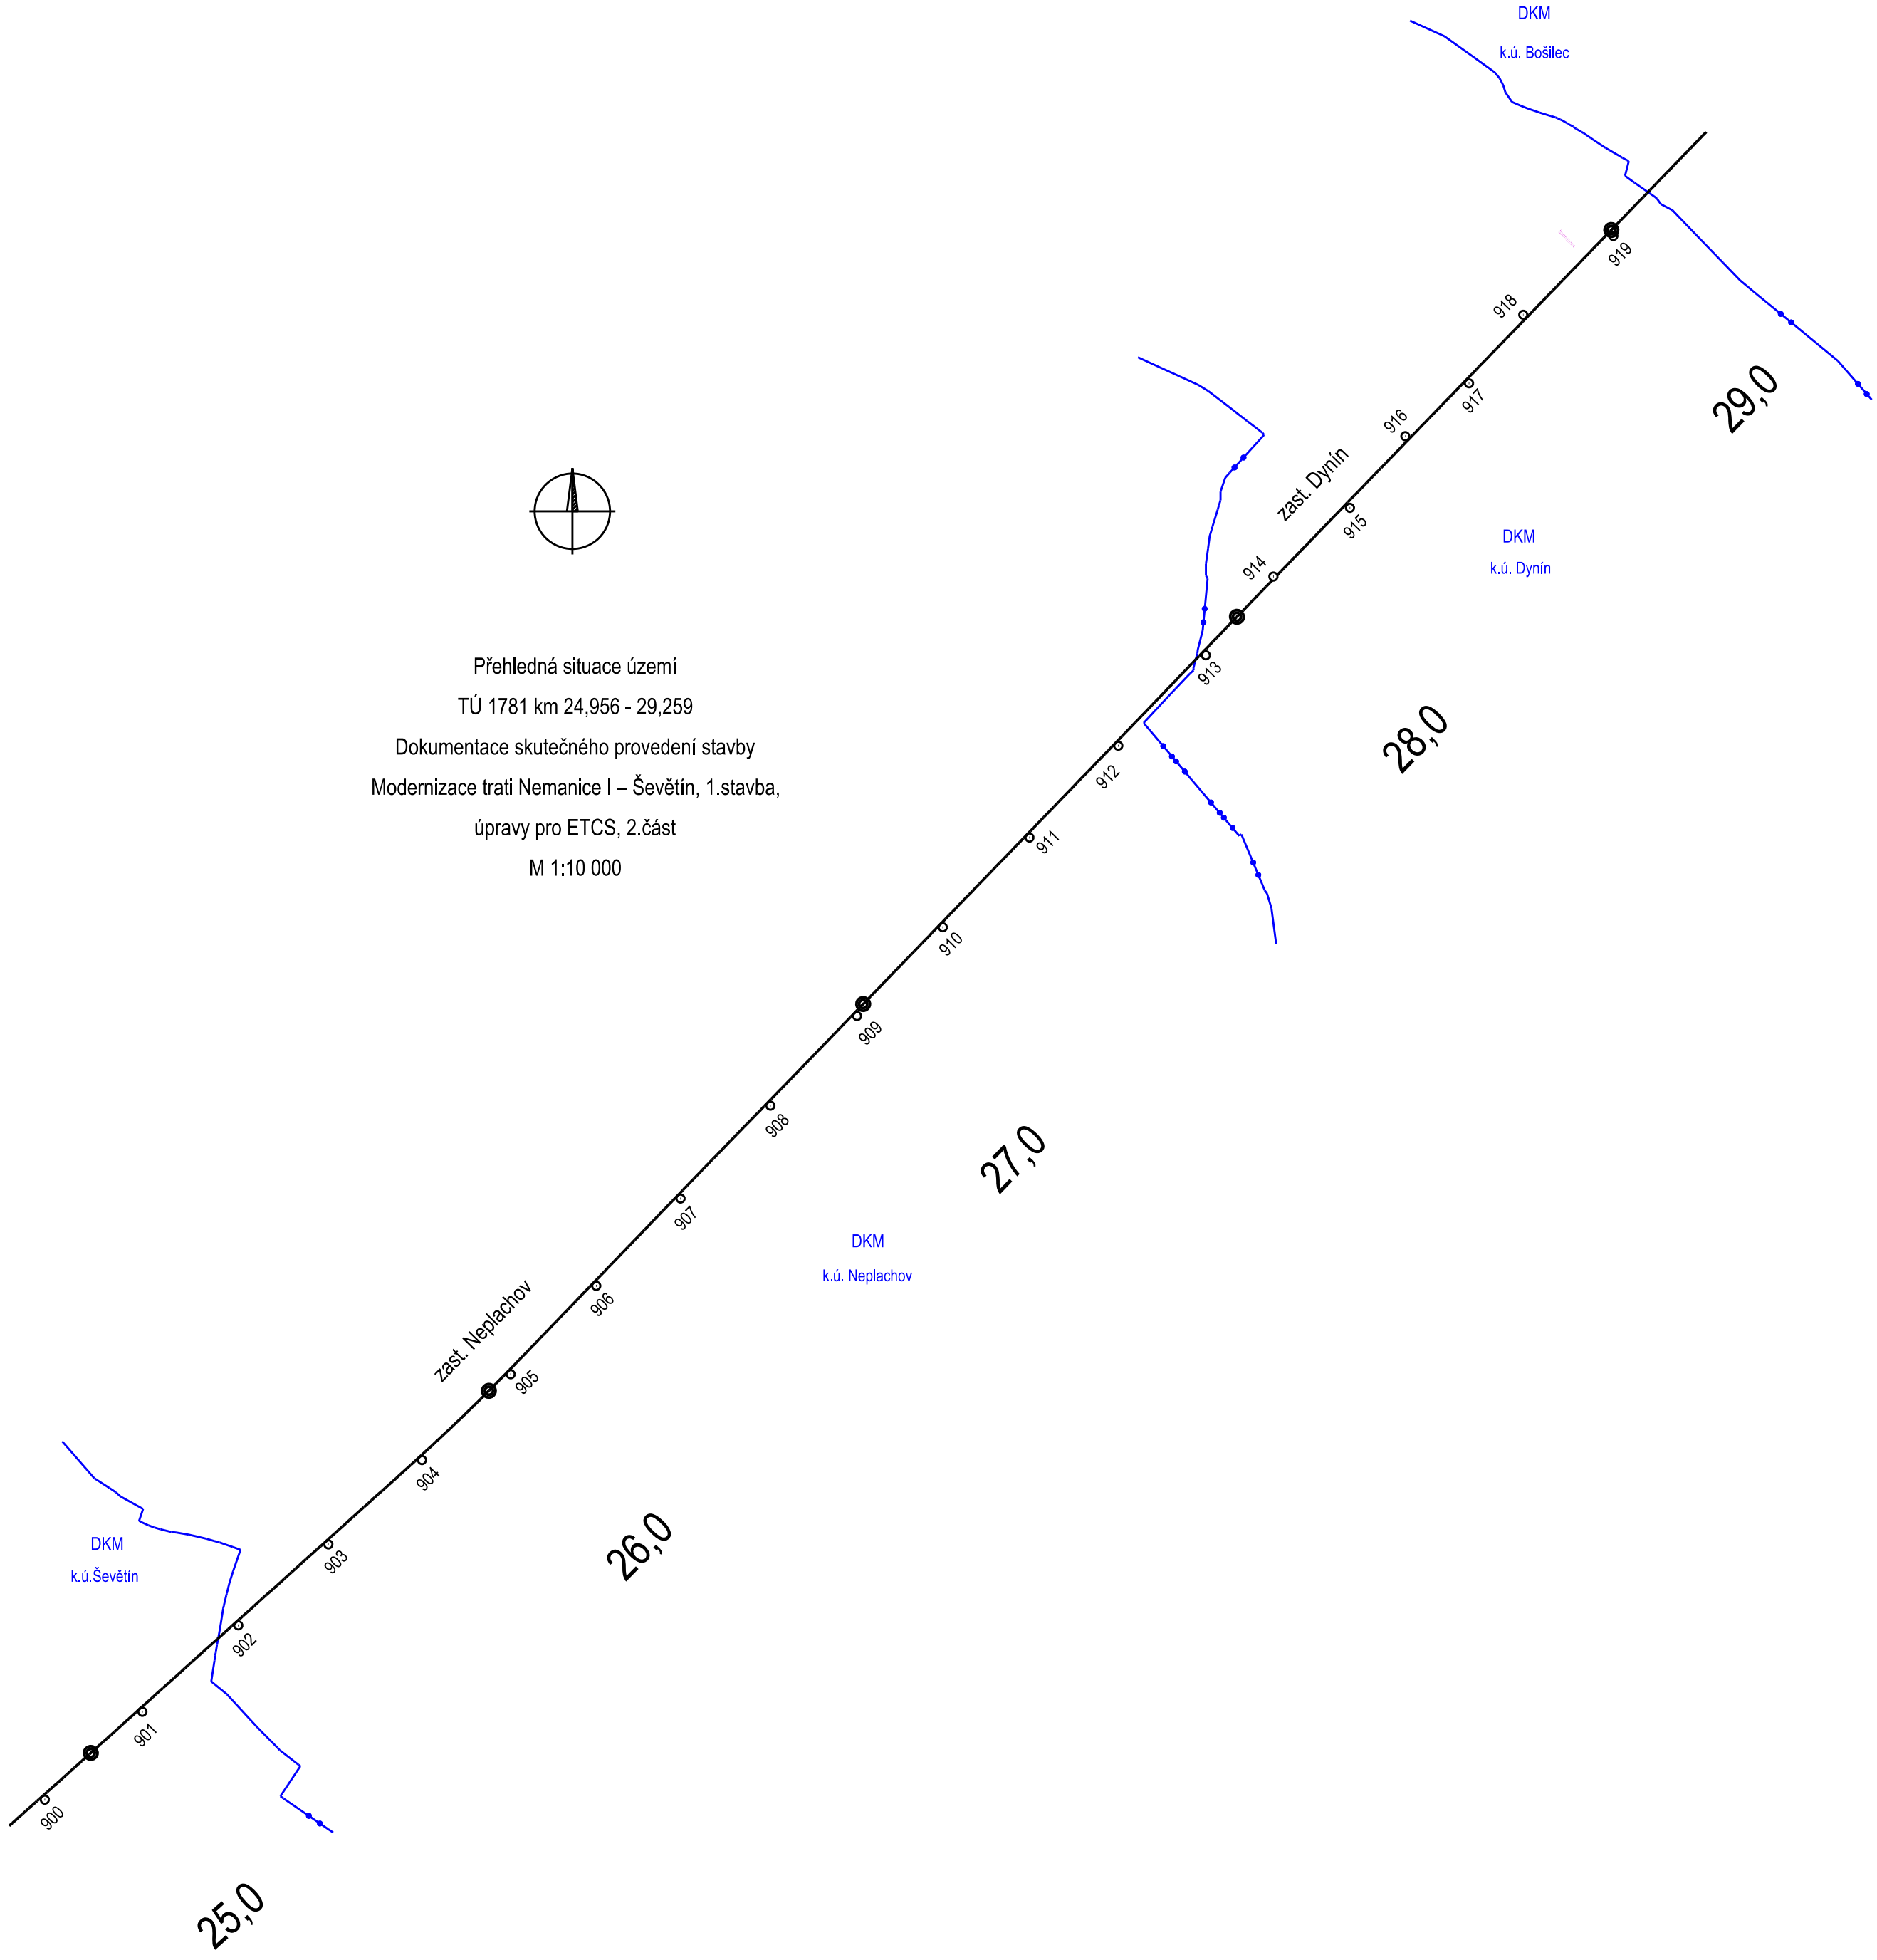 DKM
k.ú. Bošilec
919
918
29,0
917
916
zast. Dynín
915
DKM
k.ú. Dynín
914
913
28,0
Přehledná situace území
TÚ 1781 km 24,956 - 29,259
Dokumentace skutečného provedení stavby
Modernizace trati Nemanice I – Ševětín, 1.stavba,
úpravy pro ETCS, 2.část
M 1:10 000
912
911
910
909
908
27,0
907
DKM
k.ú. Neplachov
906
zast. Neplachov
905
904
26,0
903
DKM
k.ú.Ševětín
902
901
900
25,0